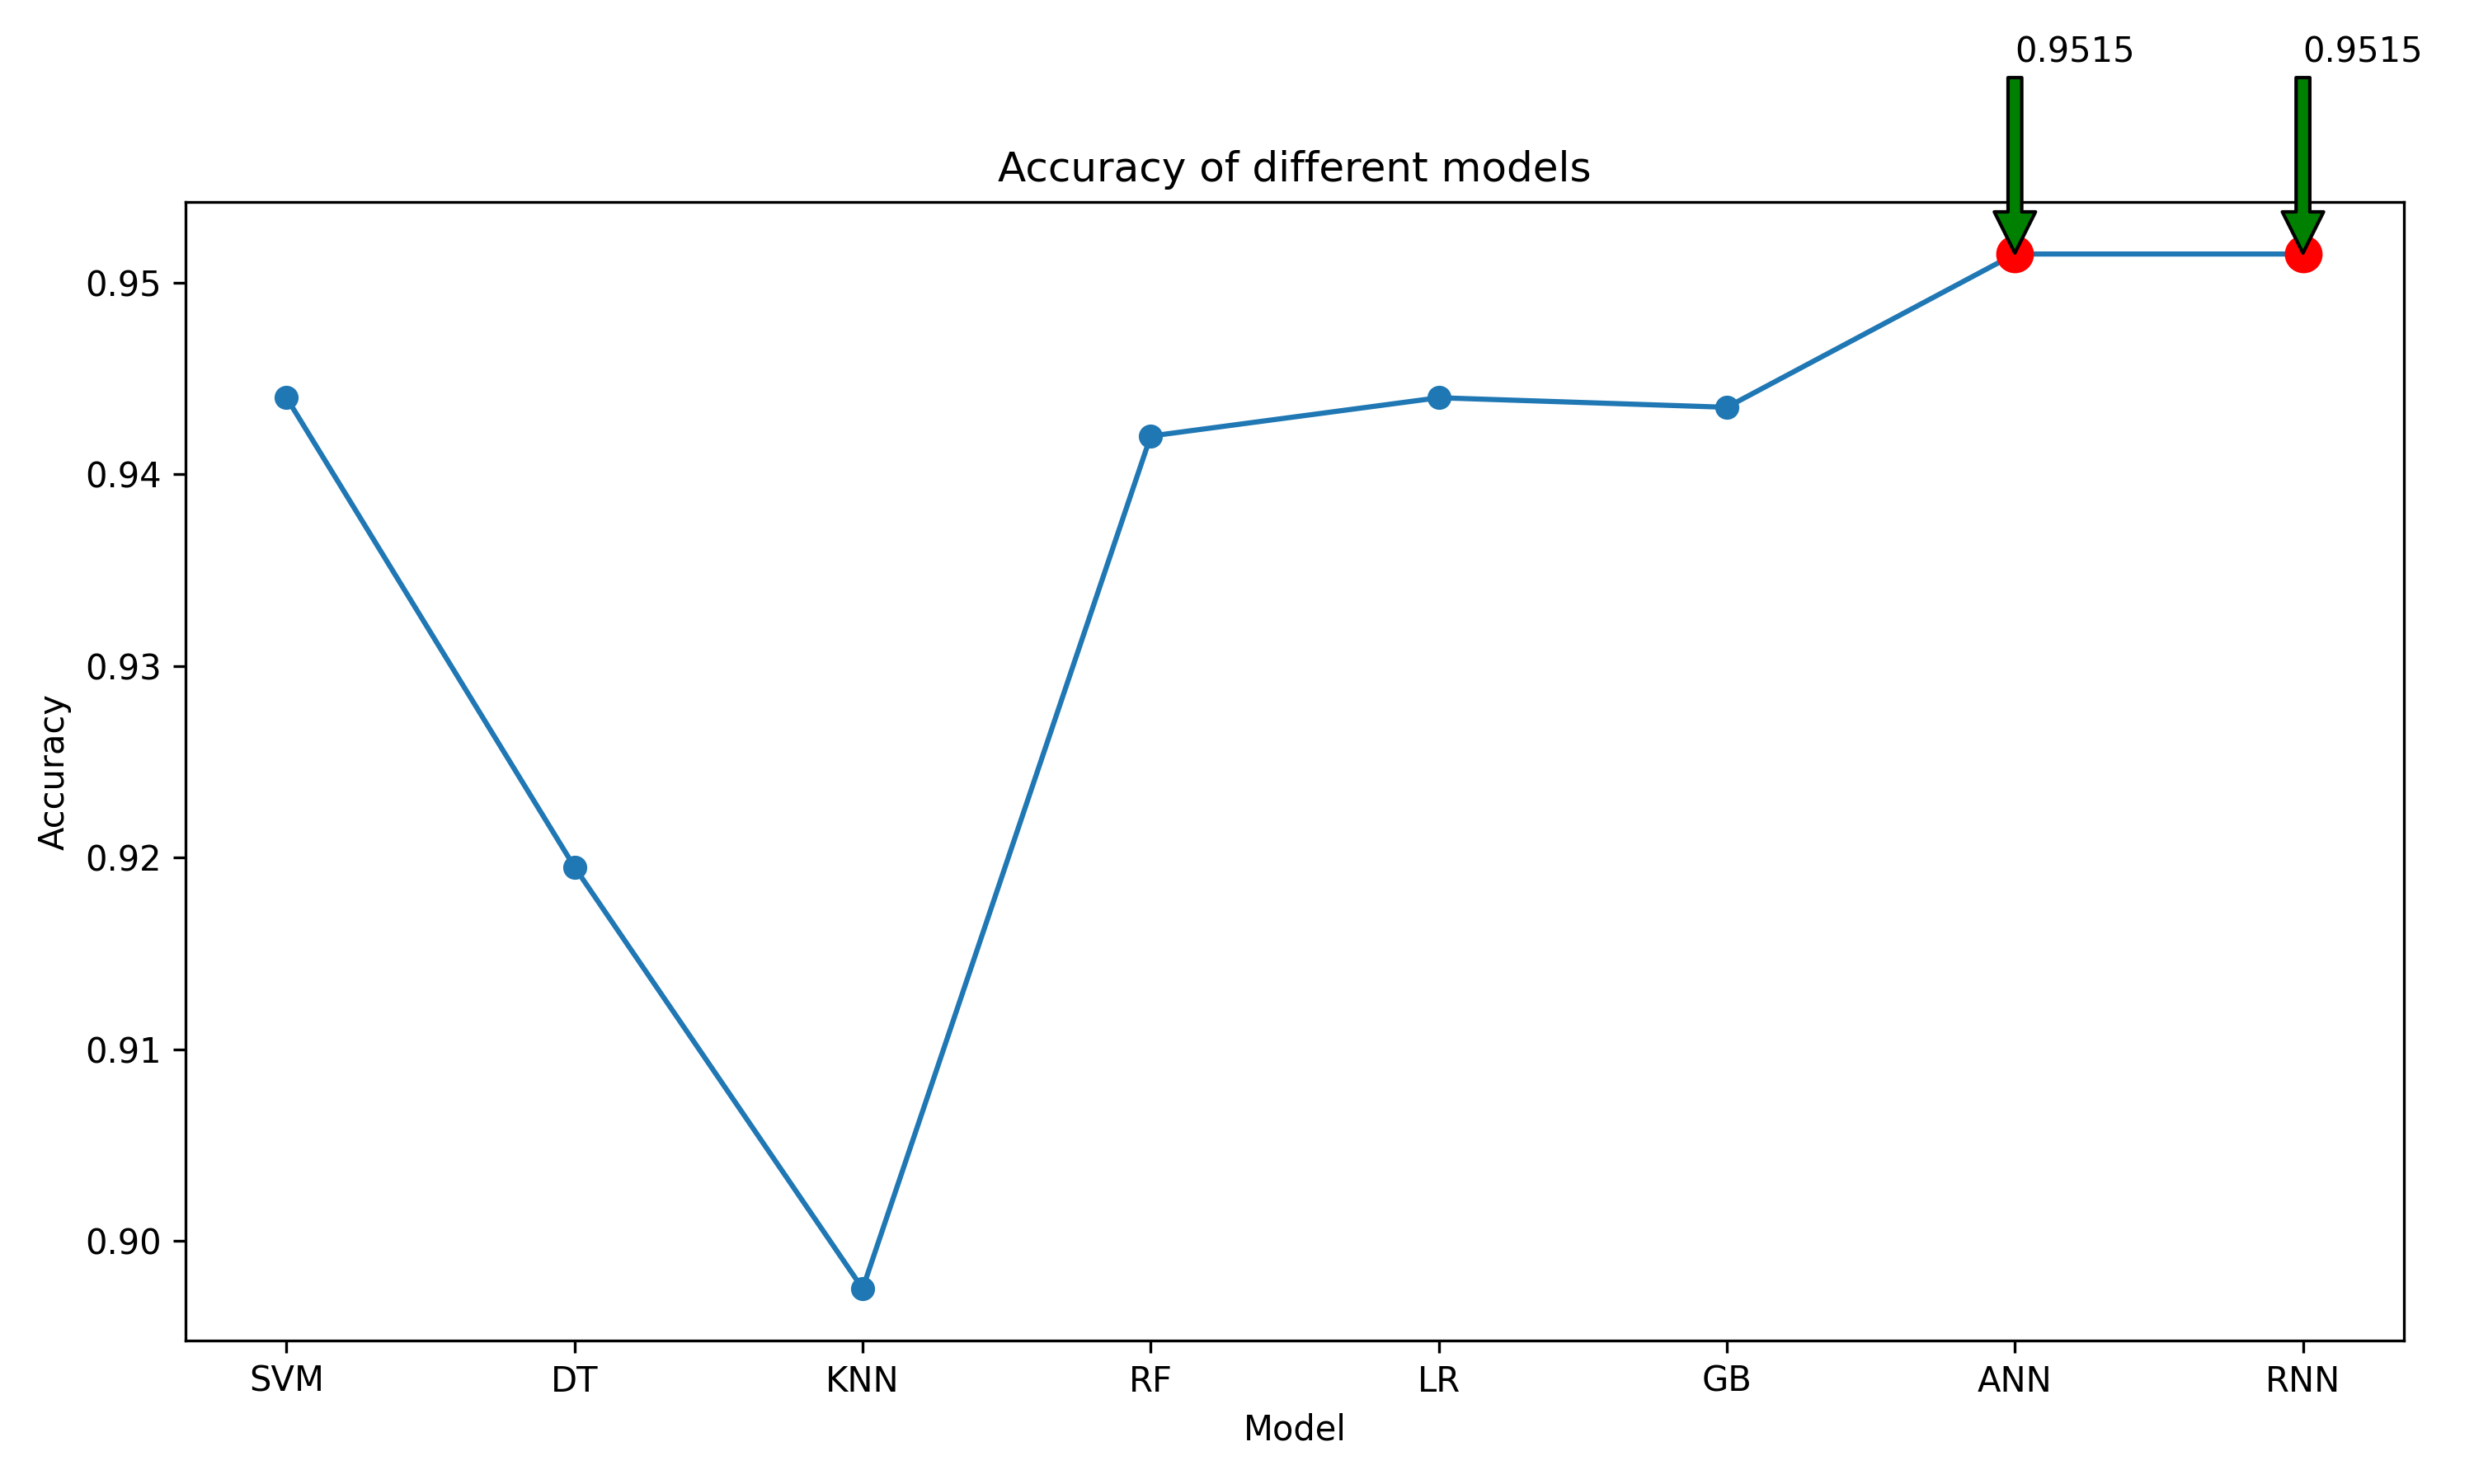 0.9515 0.9515
Accuracy of different models
Accuracy
0.95
0.94
0.93
0.92
0.91
0.90
SVM DT KNN RF LR GB ANN RNN
Model